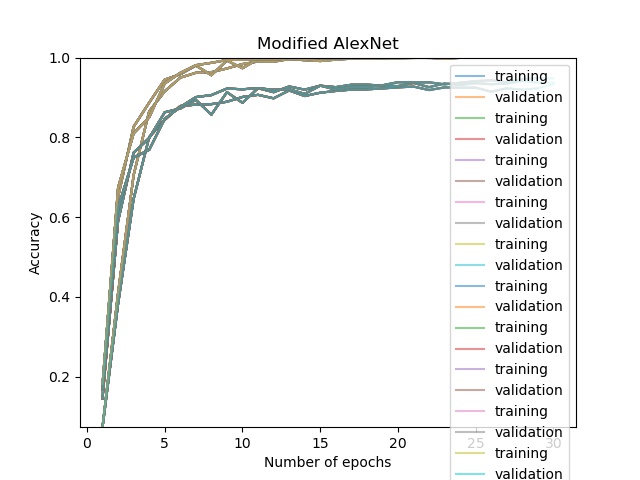 Modified AlexNet
1.0
0.8
0.6
0.4
0.2
Accuracy
0
5
10
15
20
25
30
Number of epochs
training
validation
training
validation
training
validation
training
validation
training
validation
training
validation
training
validation
training
validation
training
validation
training
validation